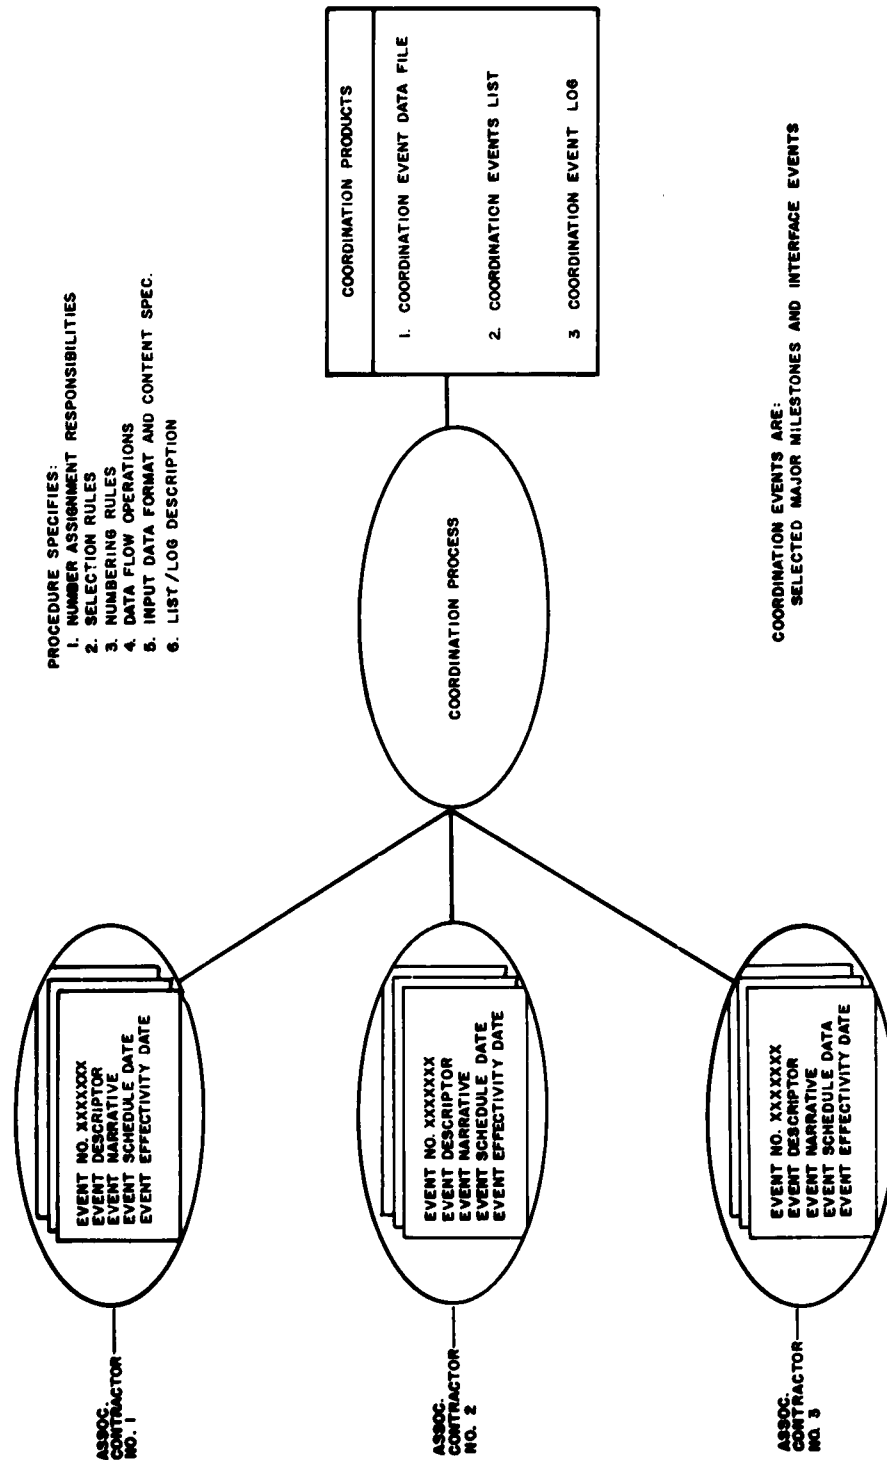 PROCEDURE SPECIFIES:
1. NUMBER ASSIGNMENT RESPONSIBILITIES
2. SELECTION RULES
3. NUMBERING RULES
4. DATA FLOW OPERATIONS
5. INPUT DATA FORMAT AND CONTENT SPEC.
6. LIST/LOG DESCRIPTION
ASSOC.
CONTRACTOR
NO. 1
EVENT NO. XXXXXXX
EVENT DESCRIPTOR
EVENT NARRATIVE
EVENT SCHEDULE DATE
EVENT EFFECTIVITY DATE
ASSOC.
CONTRACTOR
NO. 2
EVENT NO. XXXXXXX
EVENT DESCRIPTOR
EVENT NARRATIVE
EVENT SCHEDULE DATE
EVENT EFFECTIVITY DATE
ASSOC.
CONTRACTOR
NO. 3
EVENT NO. XXXXXXX
EVENT DESCRIPTOR
EVENT NARRATIVE
EVENT SCHEDULE DATA
EVENT EFFECTIVITY DATE
COORDINATION PROCESS
COORDINATION PRODUCTS
1. COORDINATION EVENT DATA FILE
2. COORDINATION EVENTS LIST
3 COORDINATION EVENT LOG
COORDINATION EVENTS ARE:
SELECTED MAJOR MILESTONES AND INTERFACE EVENTS